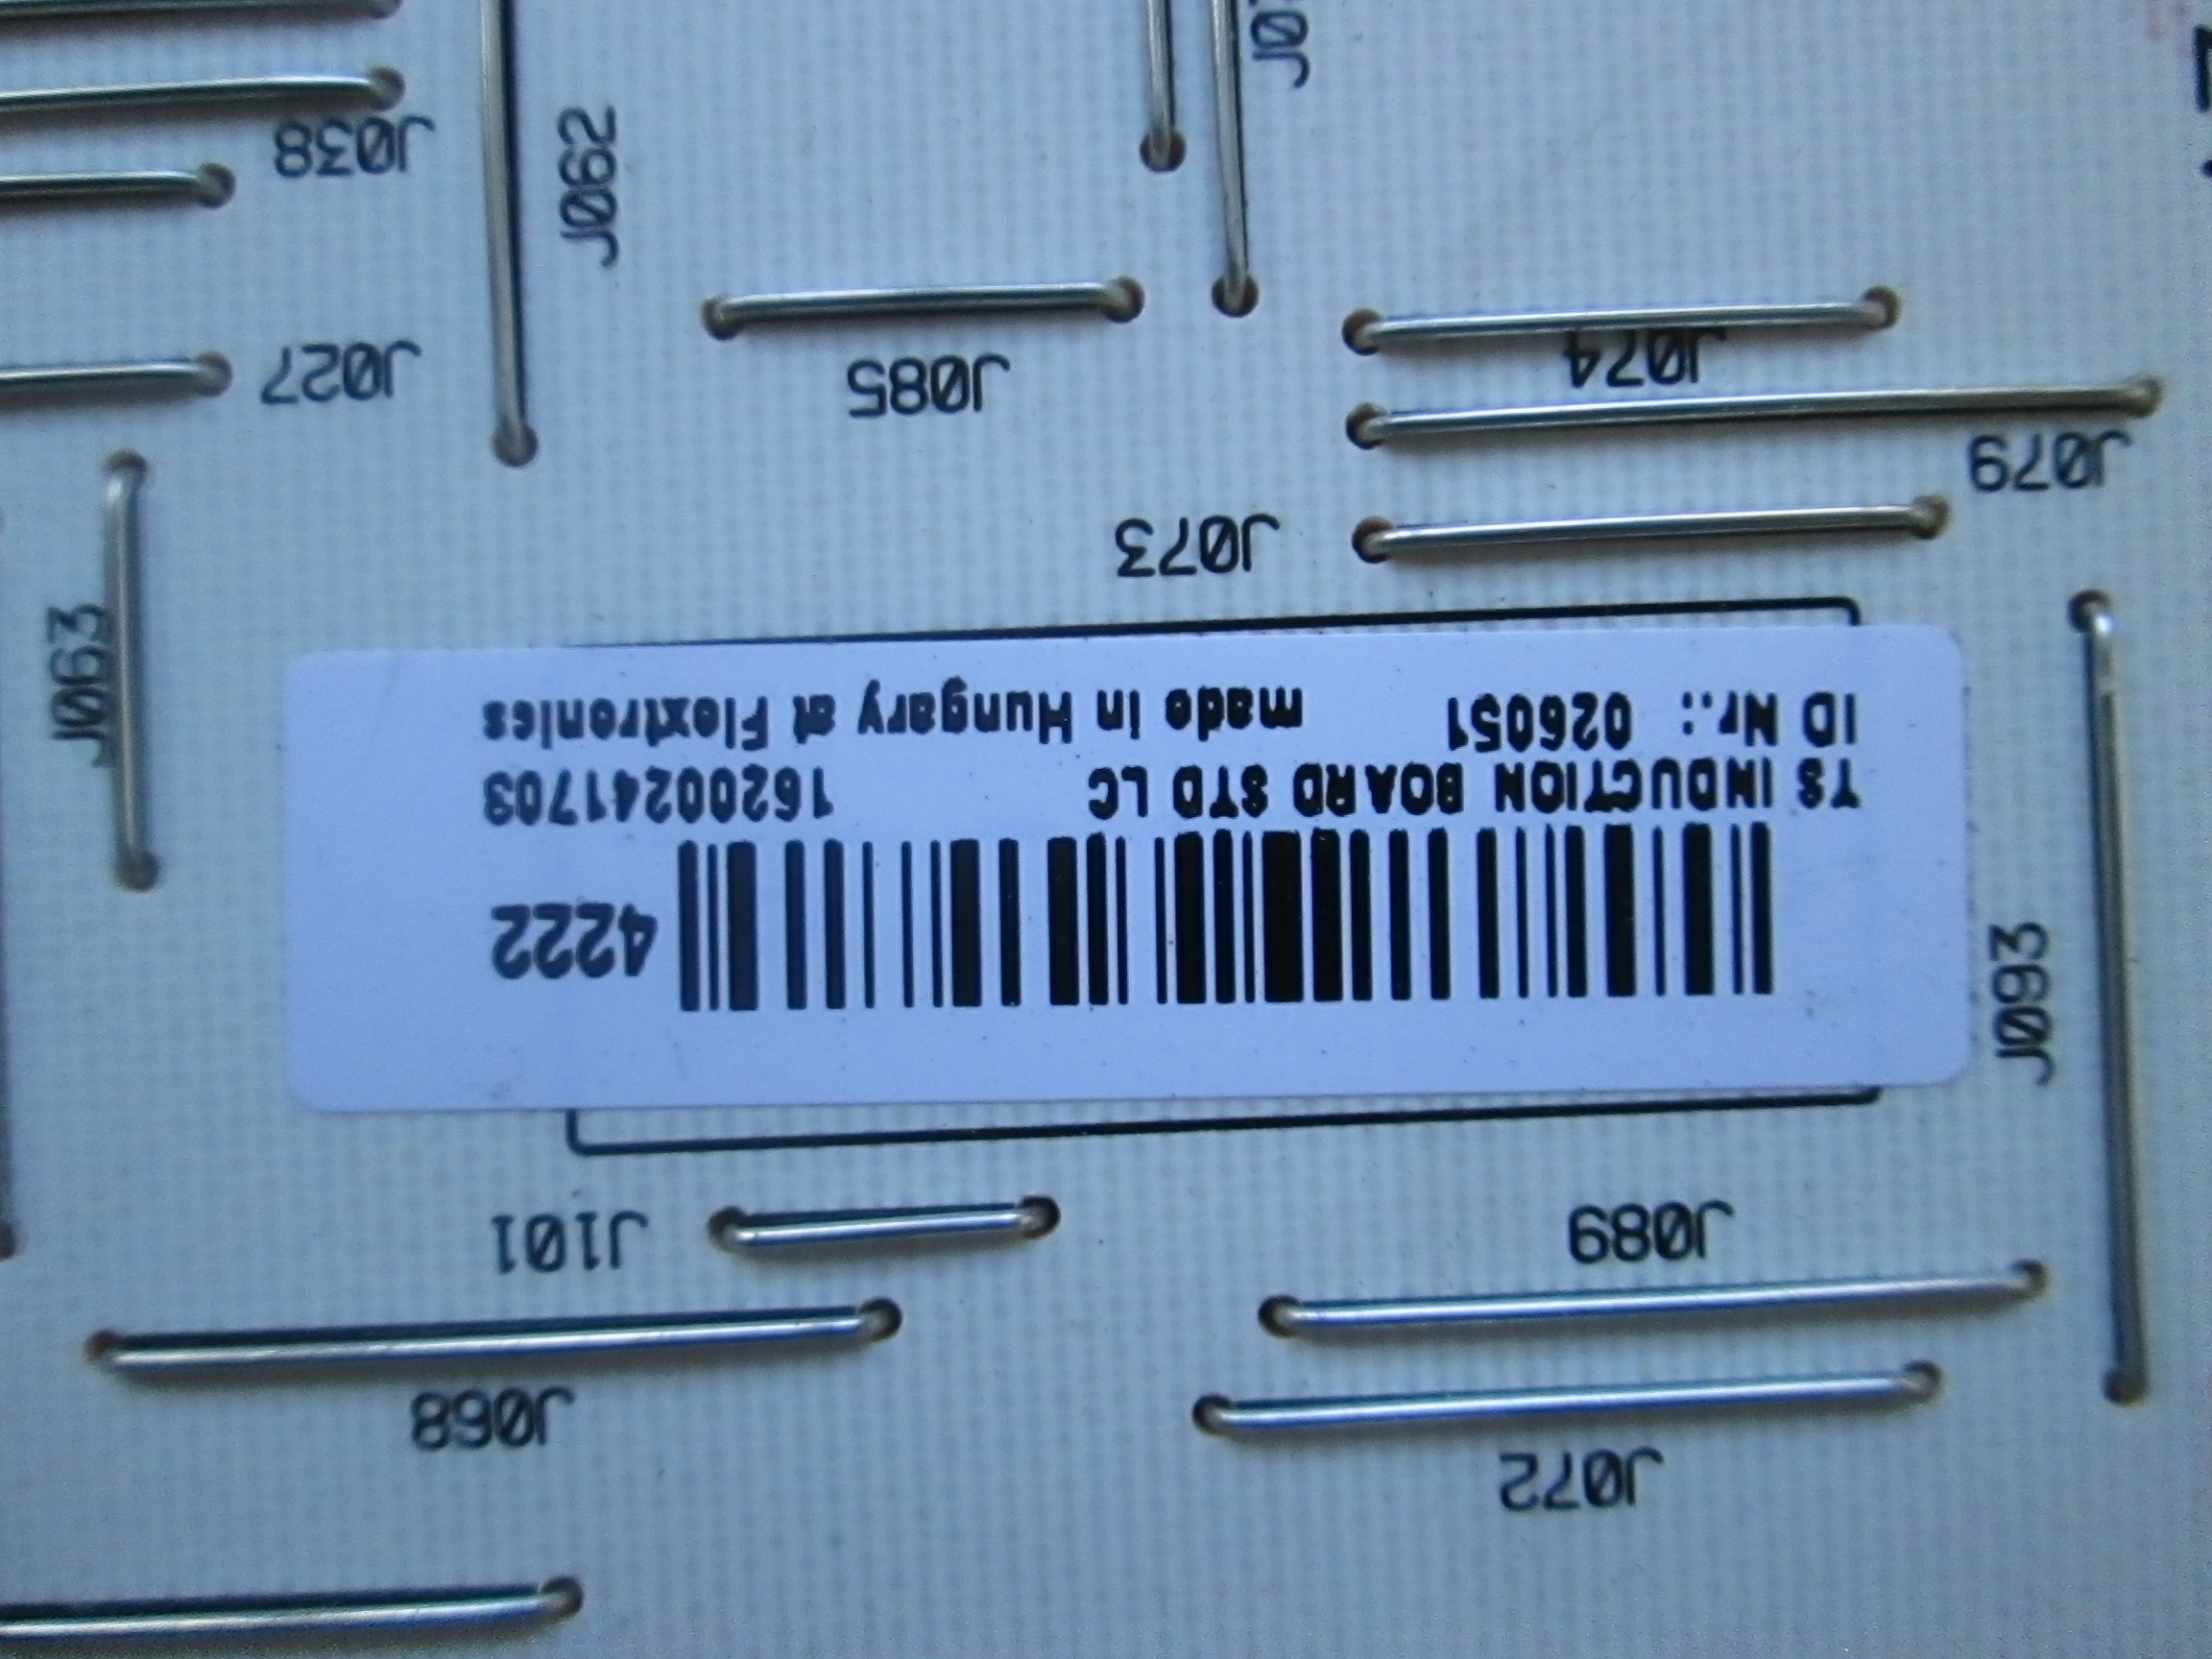 J072
J068
J089
J101
J093
4222
TS INDUCTION BOARD STD LC 16200241703
ID Nr.: 026051 made in Hungary at Flextronics
J063
J073
J079
J085
J074
J027
J062
J038